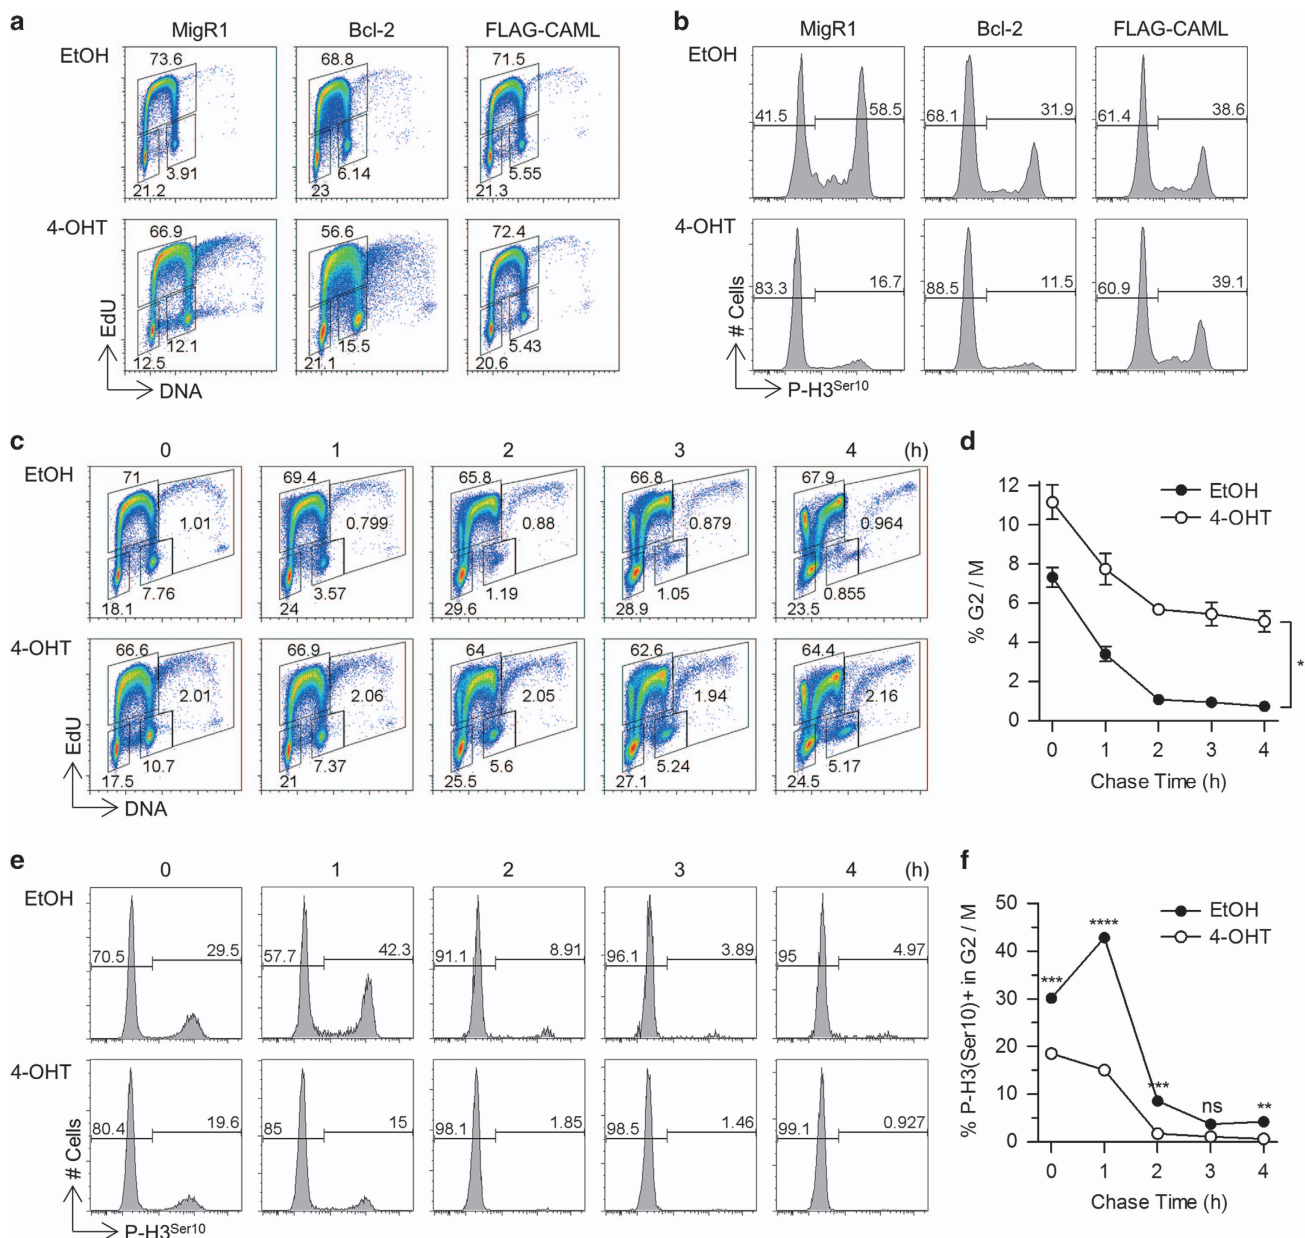 a
MigR1 Bcl-2 FLAG-CAML
EtOH
73.6 68.8 71.5
3.91 6.14 5.55
21.2 23 21.3
4-OHT
66.9 56.6 72.4
12.1 15.5 5.43
12.5 21.1 20.6
EdU
DNA
b
MigR1 Bcl-2 FLAG-CAML
EtOH
41.5 58.5 68.1 31.9 61.4 38.6
4-OHT
83.3 16.7 88.5 11.5 60.9 39.1
# Cells
P-H3Ser10
c
0 1 2 3 4 (h)
EtOH
71 69.4 65.8 66.8 67.9
1.01 0.799 0.88 0.879 0.964
7.76 3.57 1.19 1.05 0.855
18.1 24 29.6 28.9 23.5
4-OHT
66.6 66.9 64 62.6 64.4
2.01 2.06 2.05 1.94 2.16
10.7 7.37 5.6 5.24 5.17
17.5 21 25.5 27.1 24.5
EdU
DNA
d
EtOH
4-OHT
% G2 / M
12
10
8
6
4
2
0
*
0 1 2 3 4
Chase Time (h)
e
0 1 2 3 4 (h)
EtOH
70.5 29.5 57.7 42.3 91.1 8.91 96.1 3.89 95 4.97
4-OHT
80.4 19.6 85 15 98.1 1.85 98.5 1.46 99.1 0.927
# Cells
P-H3Ser10
f
EtOH
4-OHT
% P-H3(Ser10)+ in G2 / M
50
40
30
20
10
0
*** **** *** ns **
0 1 2 3 4
Chase Time (h)